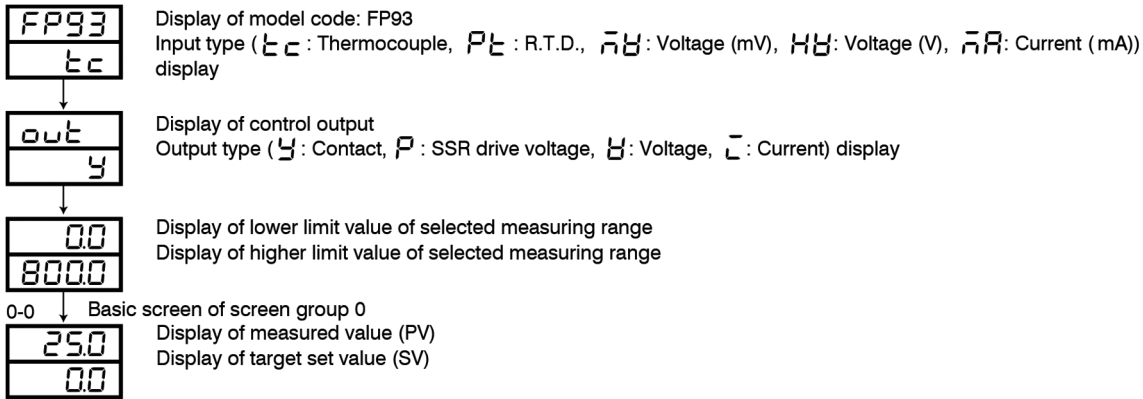 FP93
Display of model code: FP93
tc
Input type ( tc : Thermocouple, Pt : R.T.D., : Voltage (mV), : Voltage (V), : Current ( mA))
display
out
Display of control output
y
Output type ( y : Contact, P : SSR drive voltage, : Voltage, : Current) display
0.0
Display of lower limit value of selected measuring range
800.0
Display of higher limit value of selected measuring range
0-0 Basic screen of screen group 0
25.0
Display of measured value (PV)
0.0
Display of target set value (SV)